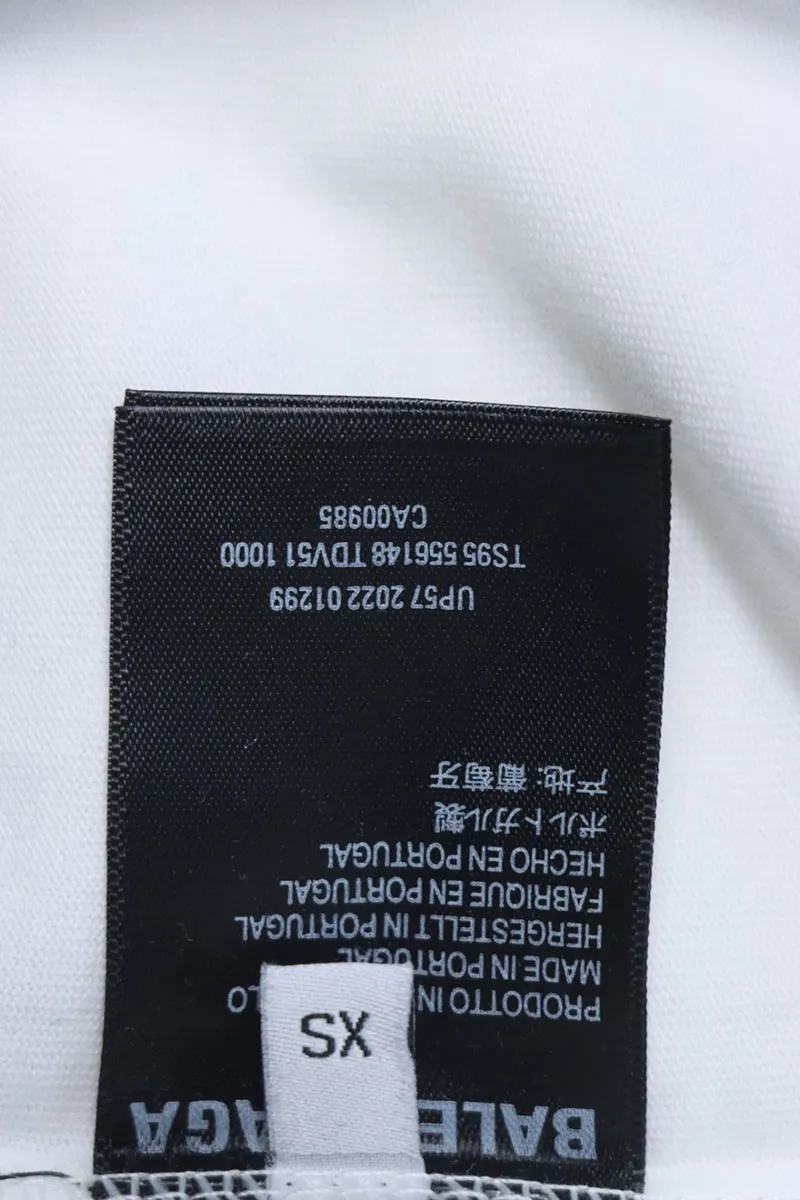 BALE AGA
XS
PRODOTTO IN LO
MADE IN PORTUGAL
HERGESTELLT IN PORTUGAL
FABRIQUE EN PORTUGAL
HECHO EN PORTUGAL
ポルトガル製
产地: 葡萄牙
UP57 2022 01299
TS95 556148 TDV51 1000
CA00985